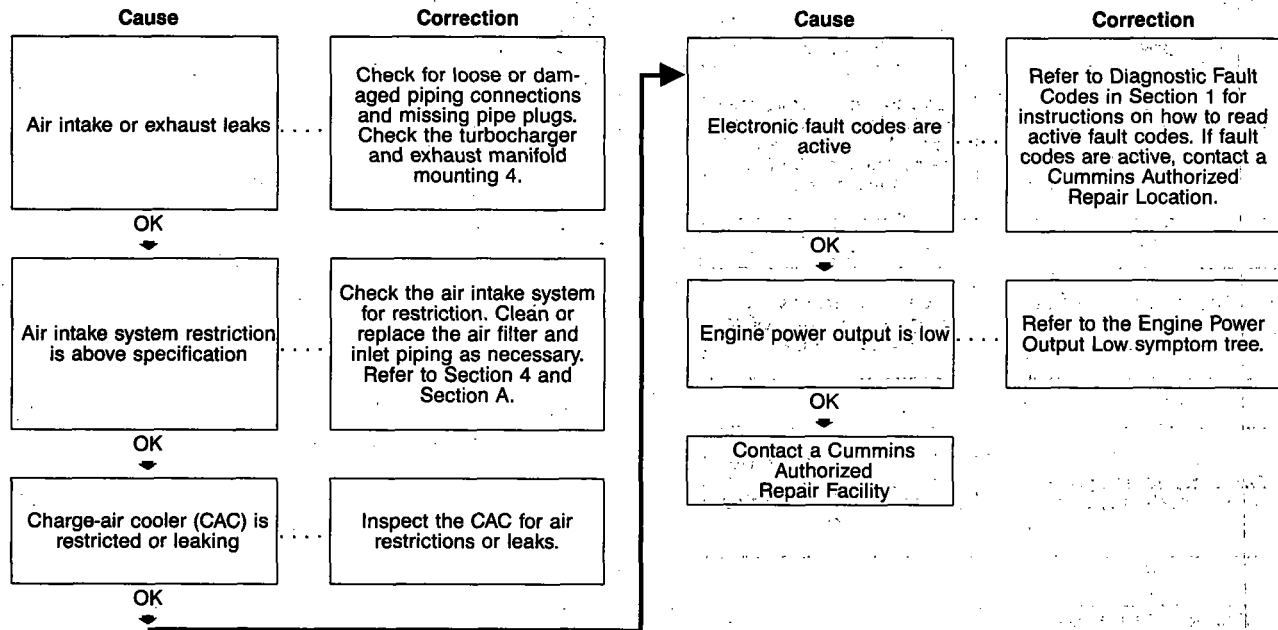 Cause
Correction
Air intake or exhaust leaks
Check for loose or dam-
aged piping connections
and missing pipe plugs.
Check the turbocharger
and exhaust manifold
mounting 4.
OK
Air intake system restriction
is above specification
Check the air intake system
for restriction. Clean or
replace the air filter and
inlet piping as necessary.
Refer to Section 4 and
Section A.
OK
Charge-air cooler (CAC) is
restricted or leaking
Inspect the CAC for air
restrictions or leaks.
OK
Cause
Correction
Electronic fault codes are
active
Refer to Diagnostic Fault
Codes in Section 1 for
instructions on how to read
active fault codes. If fault
codes are active, contact a
Cummins Authorized
Repair Location.
OK
Engine power output is low
Refer to the Engine Power
Output Low symptom tree.
OK
Contact a Cummins
Authorized
Repair Facility